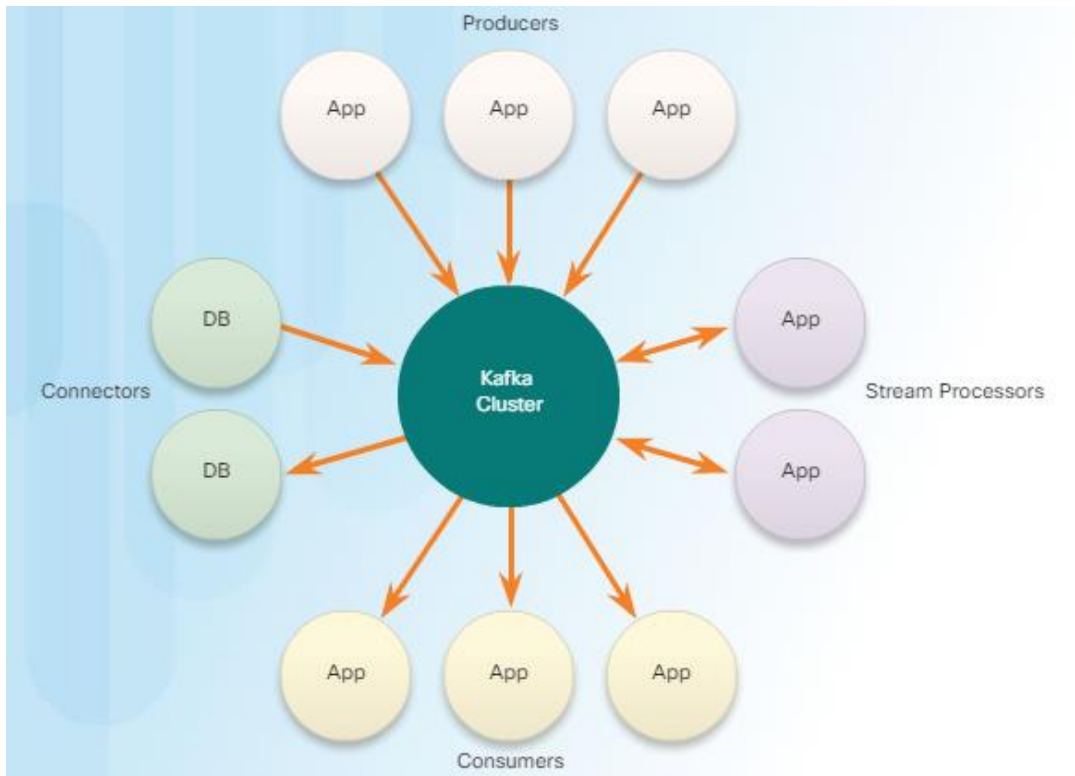 Producers
App
App
App
DB
App
Connectors
Kafka
Cluster
Stream Processors
DB
App
App
App
App
Consumers